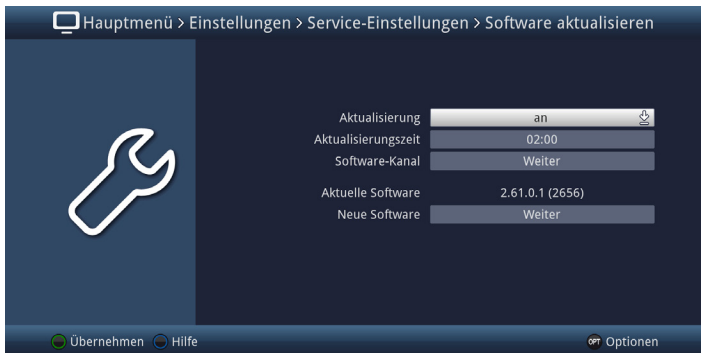 Hauptmenü > Einstellungen > Service-Einstellungen > Software aktualisieren
Aktualisierung an
Aktualisierungszeit 02:00
Software-Kanal Weiter
Aktuelle Software 2.61.0.1 (2656)
Neue Software Weiter
Übernehmen Hilfe OPT Optionen